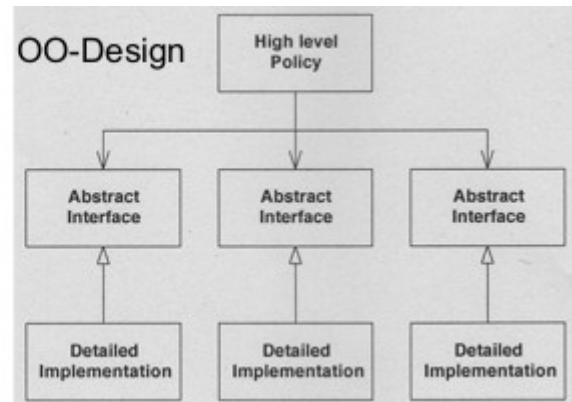 OO-Design
High level
Policy
Abstract
Interface
Abstract
Interface
Abstract
Interface
Detailed
Implementation
Detailed
Implementation
Detailed
Implementation